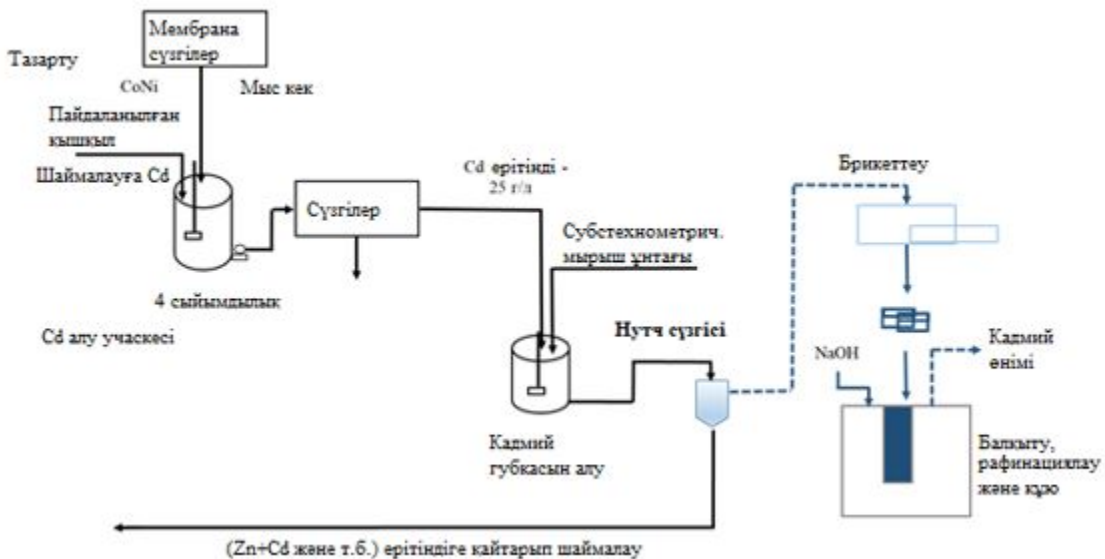 Мембрана
сүзгілер
Тазарту
CoNi
Мыс кек
Пайдаланылған
қышқыл
Шаймалауға Cd
Сүзгілер
Cd ерітінді -
25 г/л
Брикеттеу
Субстехнометрич.
мырыш ұнтағы
4 сыйымдылық
Cd алу учаскесі
Нутч сүзгісі
NaOH
Кадмий
өнімі
Кадмий
губкасын алу
Балқыту,
рафинациялау
және құю
(Zn+Cd және т.б.) ерітіндіге қайтарып шаймалау